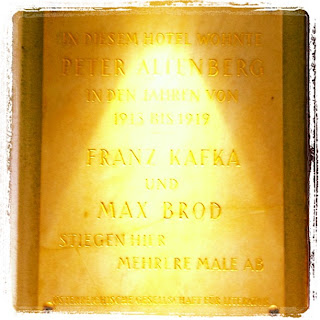 IN DIESEM HOTEL WOHNTE
PETER ALTENBERG
IN DEN JAHREN VON
1913 BIS 1919
FRANZ KAFKA
UND
MAX BROD
STIEGEN HIER
MEHRERE MALE AB
ÖSTERREICHISCHE GESELLSCHAFT FÜR LITERATUR